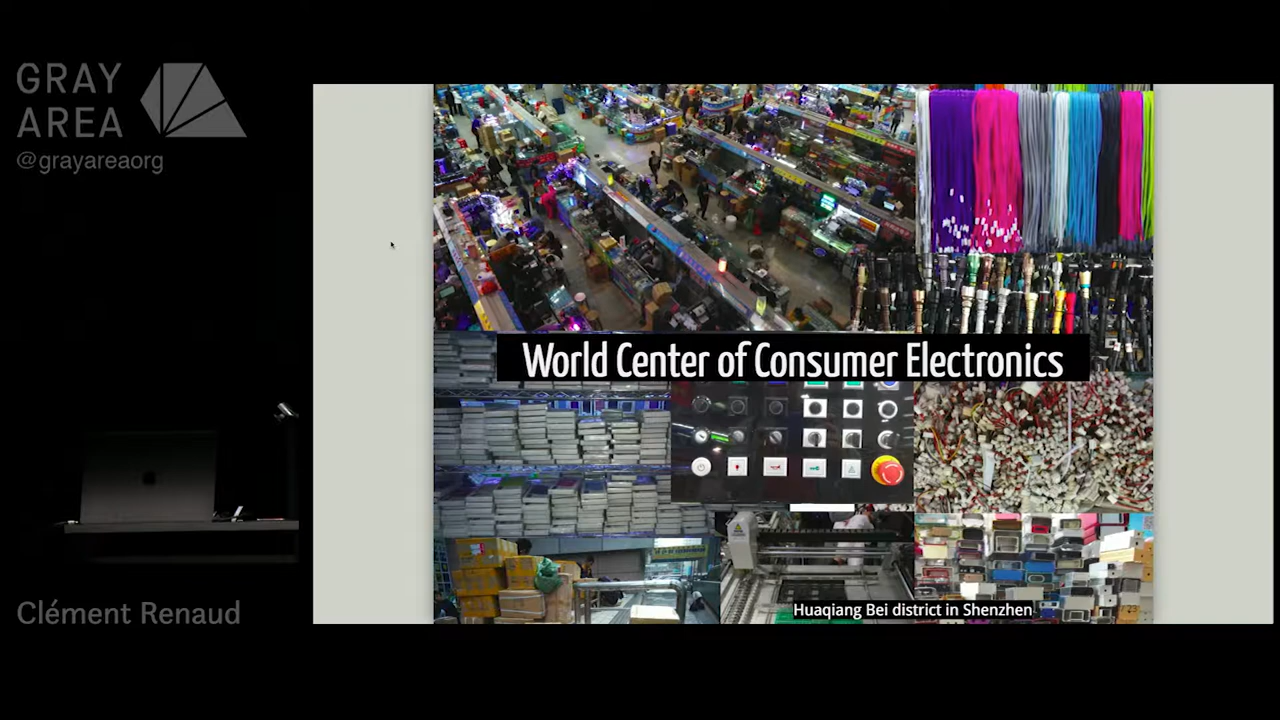 GRAY
AREA
@grayareaorg
World Center of Consumer Electronics
Huaqiang Bei district in Shenzhen
Clément Renaud